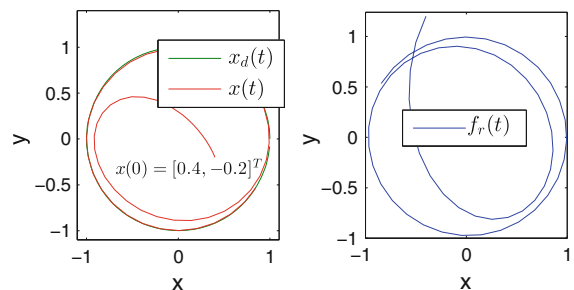 y
1
0.5
0
−0.5
−1
−1
0
1
x
x_d(t)
x(t)
x(0) = [0.4, −0.2]^T
y
1
0.5
0
−0.5
−1
−1
0
1
x
f_r(t)